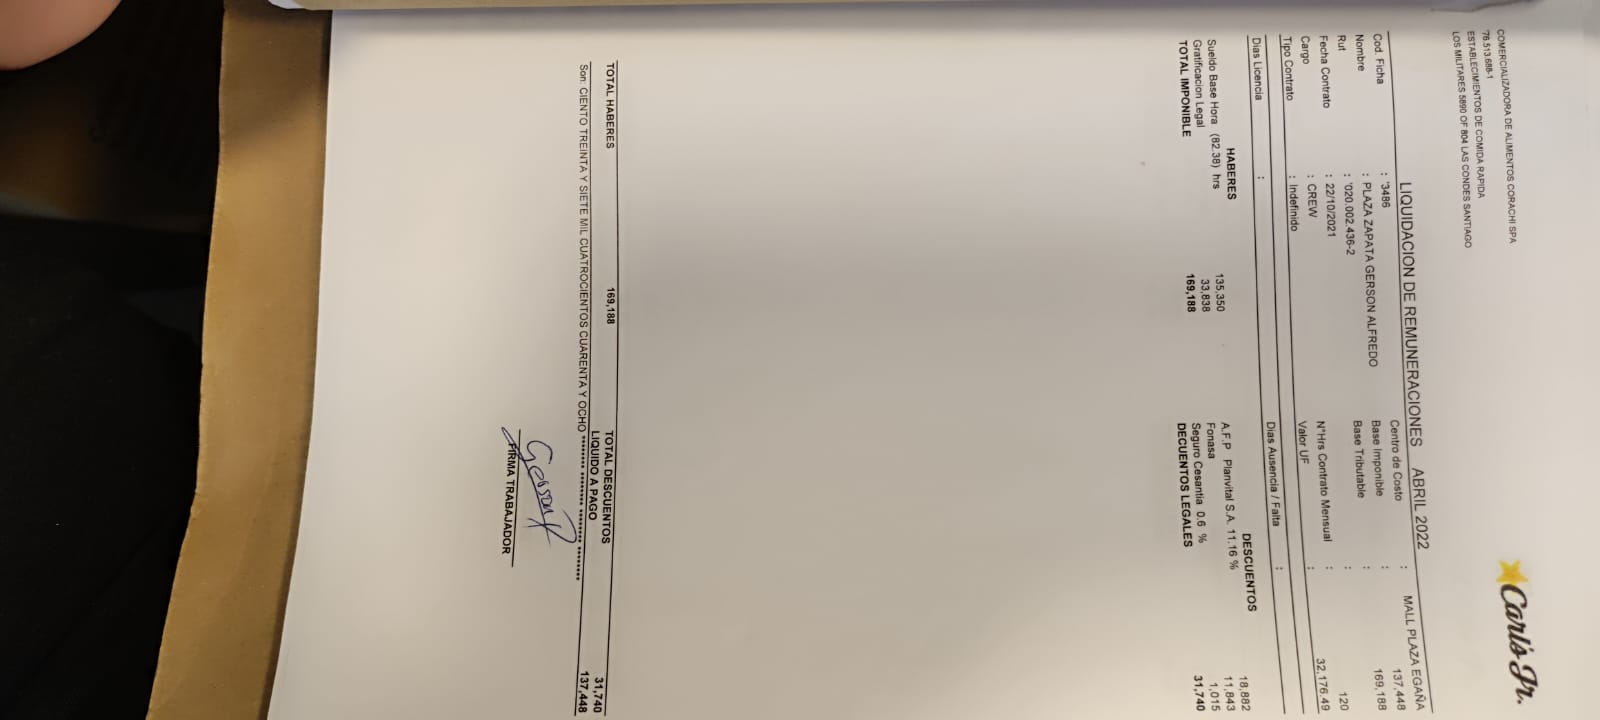 COMERCIALIZADORA DE ALIMENTOS CORACHI SPA
'76.513.688-1
ESTABLECIMIENTOS DE COMIDA RAPIDA
LOS MILITARES 5890 OF 804 LAS CONDES SANTIAGO
Carl's Jr.
LIQUIDACION DE REMUNERACIONES ABRIL 2022
Cod. Ficha : '3486
Nombre : PLAZA ZAPATA GERSON ALFREDO
Rut : '020.002.436-2
Fecha Contrato : 22/10/2021
Cargo : CREW
Tipo Contrato : Indefinido
Centro de Costo : MALL PLAZA EGAÑA
Base Imponible : 137,448
Base Tributable : 169,188
:
N°Hrs Contrato Mensual : 120
Valor UF : 32,176.49
Dias Licencia :
Dias Ausencia / Falta :
HABERES
Sueldo Base Hora (82.38) hrs 135,350
Gratificacion Legal 33,838
TOTAL IMPONIBLE 169,188
DESCUENTOS
A.F.P Planvital S.A. 11.16 % 18,882
Fonasa 11,843
Seguro Cesantia 0.6 % 1,015
DECUENTOS LEGALES 31,740
TOTAL HABERES 169,188
TOTAL DESCUENTOS 31,740
LIQUIDO A PAGO 137,448
Son: CIENTO TREINTA Y SIETE MIL CUATROCIENTOS CUARENTA Y OCHO ******** ******** ******** ********
Gerson P
FIRMA TRABAJADOR